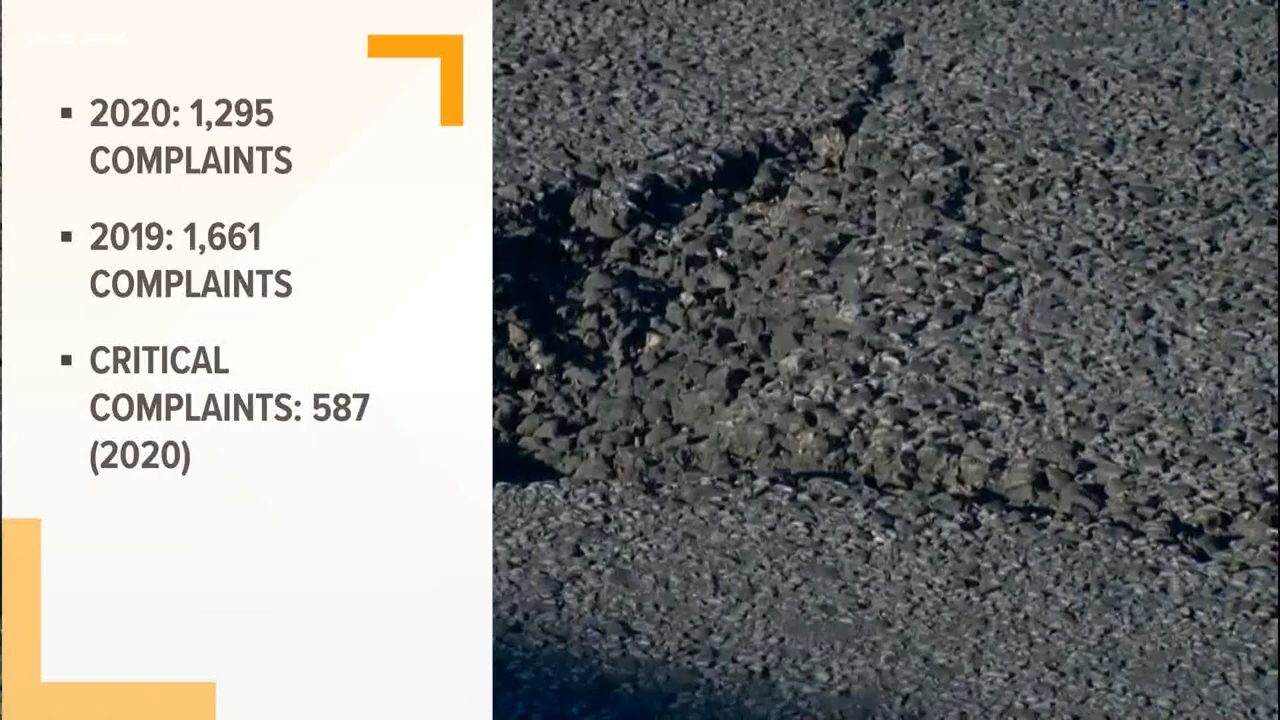 ▪ 2020: 1,295
COMPLAINTS
▪ 2019: 1,661
COMPLAINTS
▪ CRITICAL
COMPLAINTS: 587
(2020)